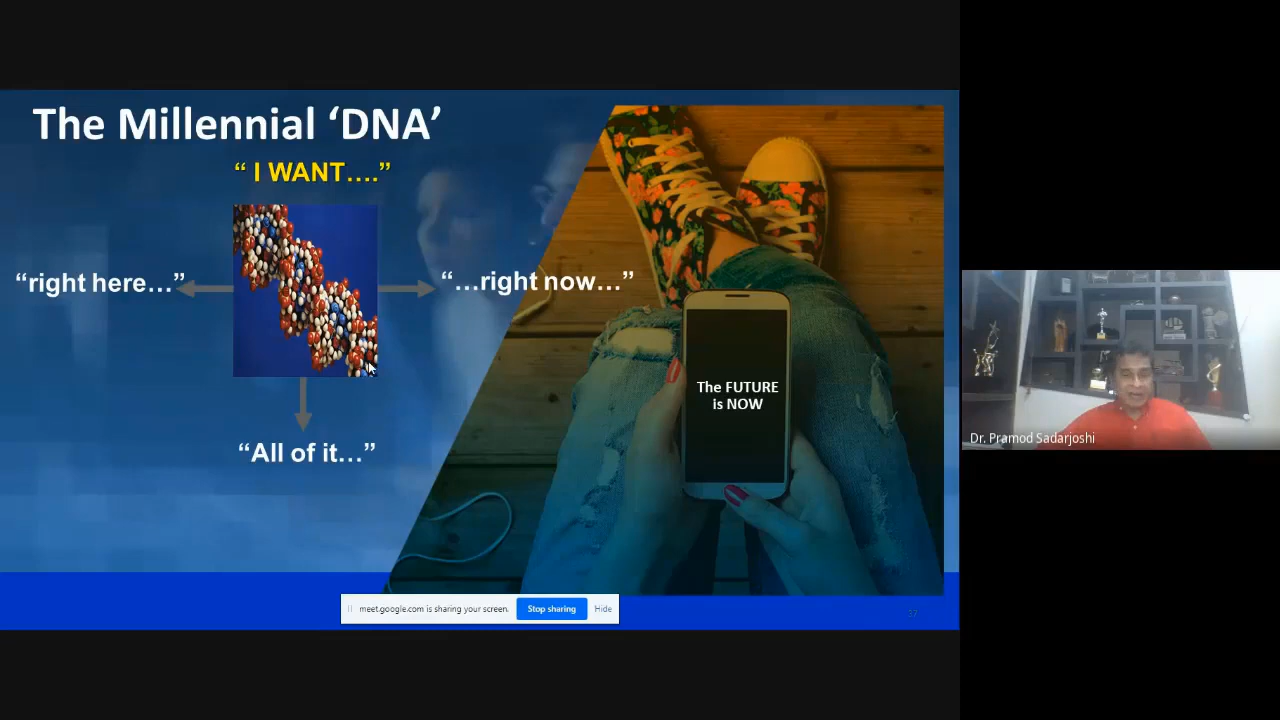 The Millennial ‘DNA’
“ I WANT….”
“right here…”
“…right now…”
“All of it…”
The FUTURE
is NOW
meet.google.com is sharing your screen.
Stop sharing
Hide
37
Dr. Pramod Sadarjoshi